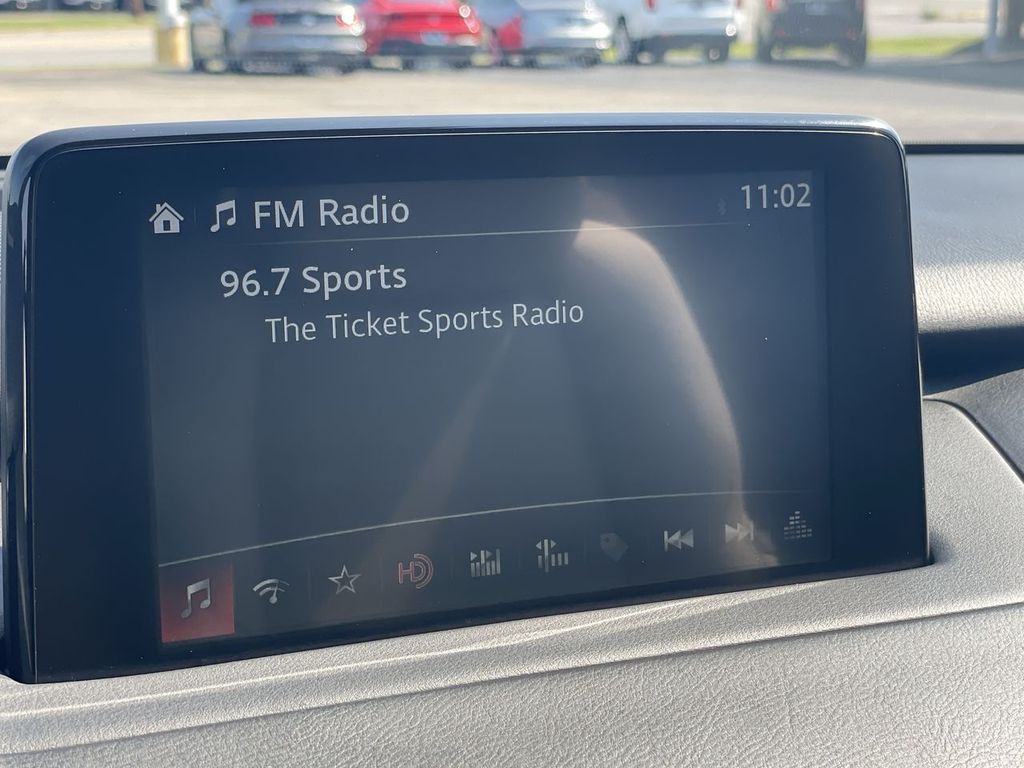 FM Radio
11:02
96.7 Sports
The Ticket Sports Radio
HD